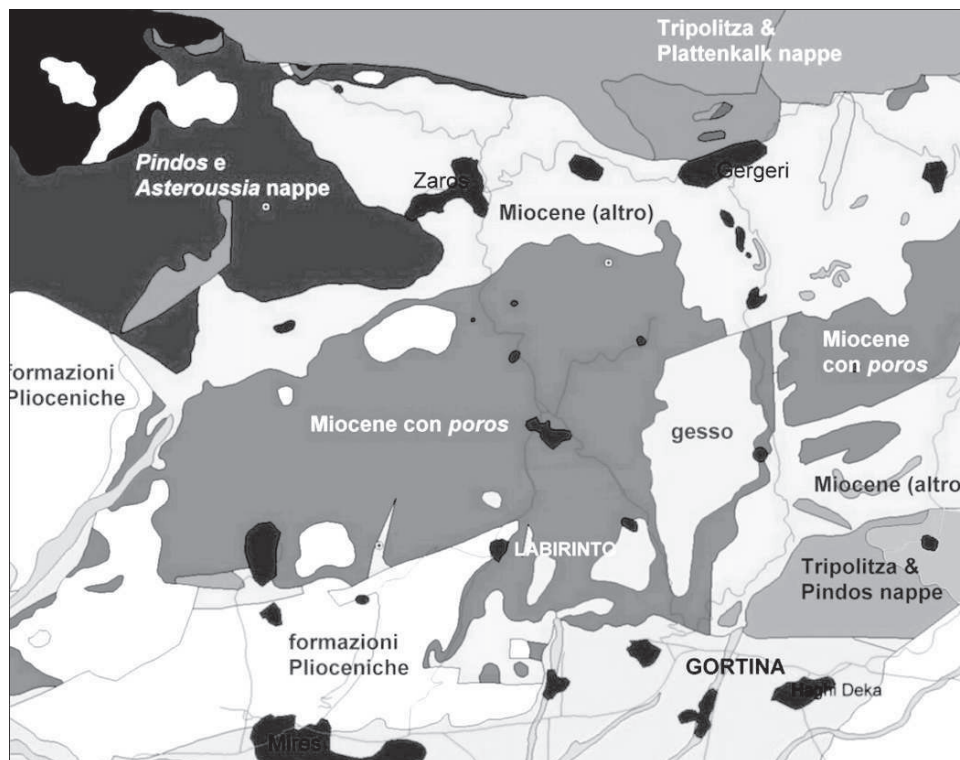 Tripolitza &
Plattenkalk nappe
Pindos e
Asteroussia nappe
Zaros
Gergeri
Miocene (altro)
Miocene
con poros
formazioni
Plioceniche
Miocene con poros
gesso
Miocene (altro
LABIRINTO
Tripolitza &
Pindos nappe
formazioni
Plioceniche
GORTINA
Haghi Deka
Mires